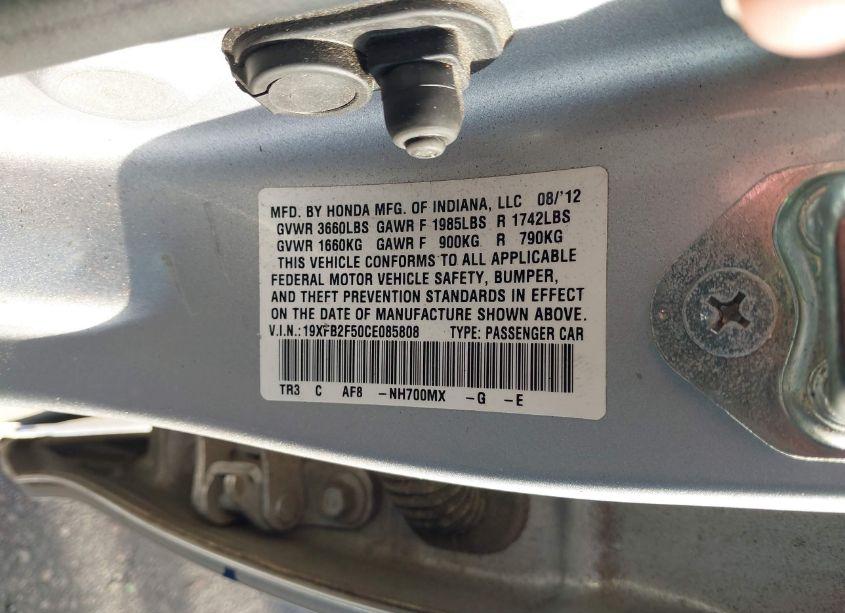 MFD. BY HONDA MFG. OF INDIANA, LLC 08/'12
GVWR 3660LBS GAWR F 1985LBS R 1742LBS
GVWR 1660KG GAWR F 900KG R 790KG
THIS VEHICLE CONFORMS TO ALL APPLICABLE
FEDERAL MOTOR VEHICLE SAFETY, BUMPER,
AND THEFT PREVENTION STANDARDS IN EFFECT
ON THE DATE OF MANUFACTURE SHOWN ABOVE.
V.I.N.:19XFB2F50CE085808 TYPE: PASSENGER CAR
TR3 C AF8 -NH700MX -G -E